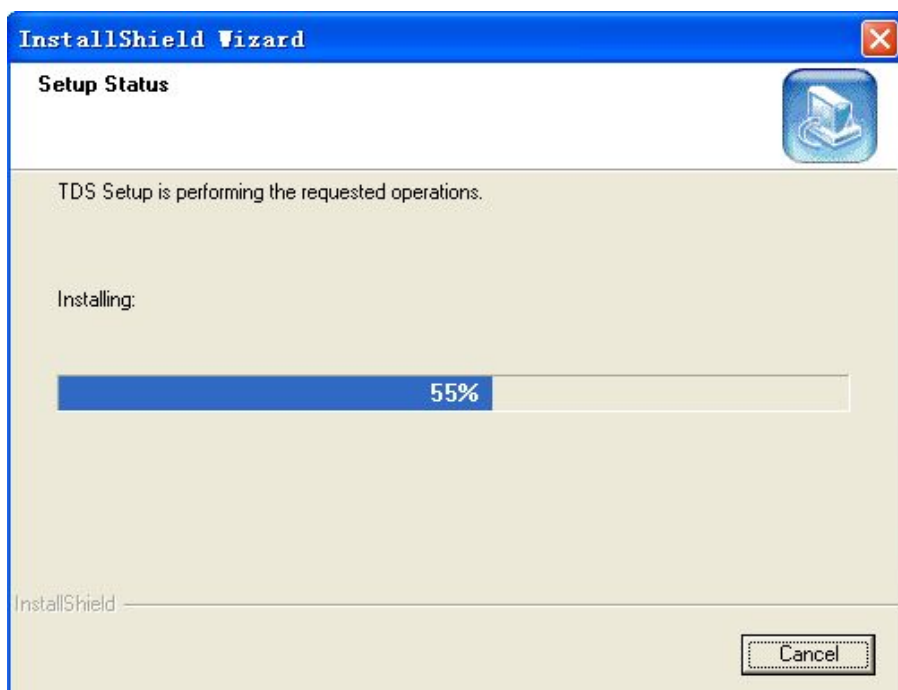 InstallShield Wizard
Setup Status
TDS Setup is performing the requested operations.
Installing:
55%
InstallShield
Cancel